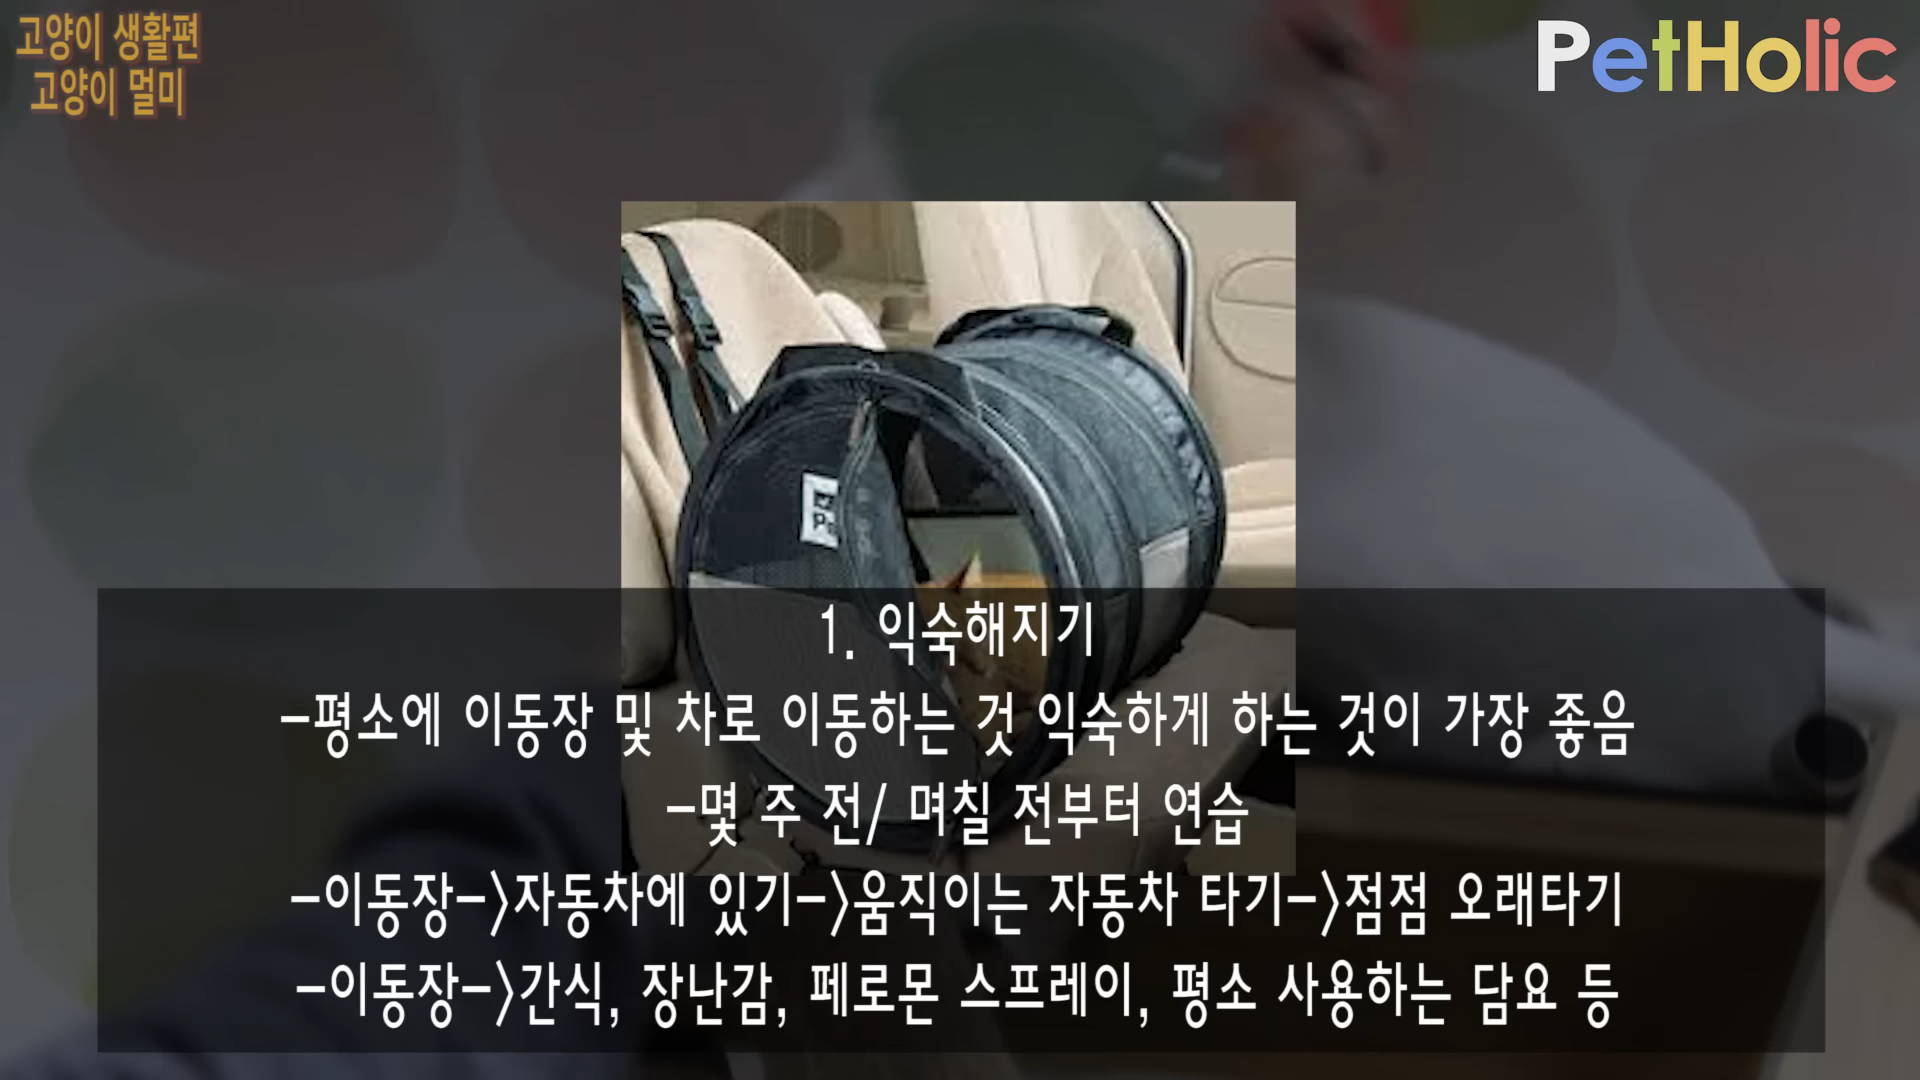 고양이 생활편
고양이 멀미
PetHolic
1. 익숙해지기
-평소에 이동장 및 차로 이동하는 것 익숙하게 하는 것이 가장 좋음
-몇 주 전/ 며칠 전부터 연습
-이동장->자동차에 있기->움직이는 자동차 타기->점점 오래타기
-이동장->간식, 장난감, 페로몬 스프레이, 평소 사용하는 담요 등